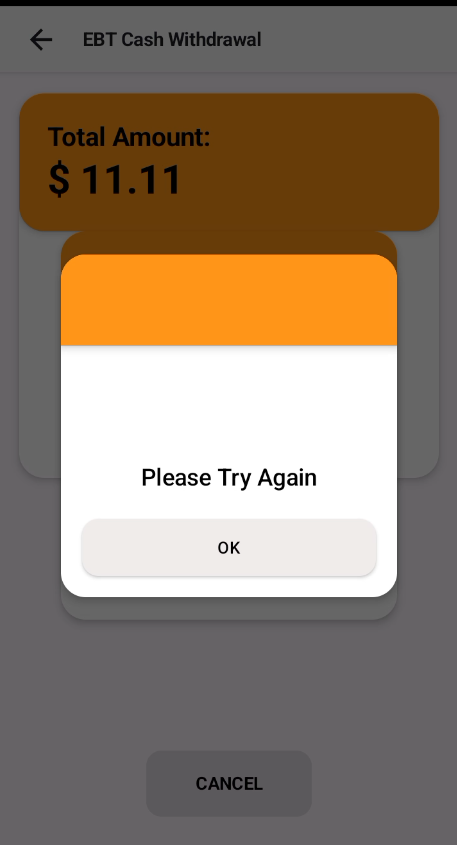 EBT Cash Withdrawal
Total Amount:
$ 11.11
Please Try Again
OK
CANCEL